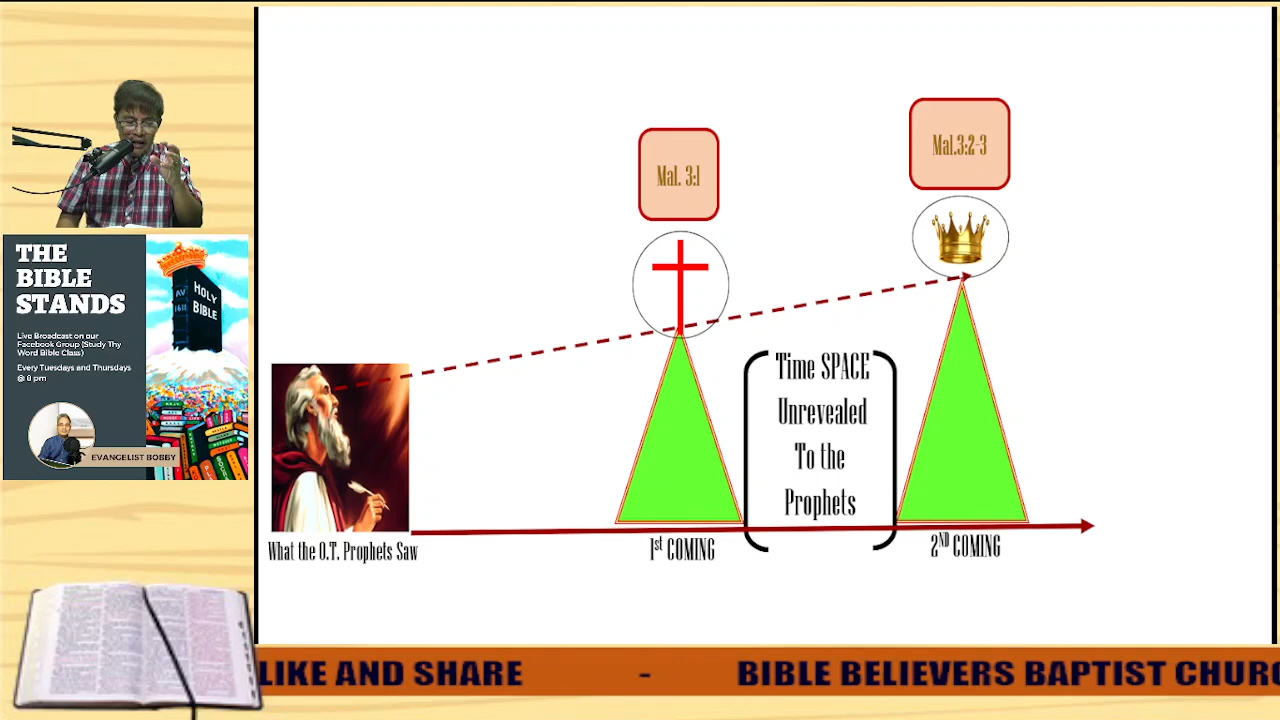 THE
BIBLE
STANDS
Live Broadcast on our
Facebook Group (Study Thy
Word Bible Class)
Every Tuesdays and Thursdays
@ 8 pm
EVANGELIST BOBBY
AV
1611
HOLY
BIBLE
Mal. 3:1
Mal.3:2-3
Time SPACE
Unrevealed
To the
Prophets
What the O.T. Prophets Saw
1st COMING
2ND COMING
LIKE AND SHARE - BIBLE BELIEVERS BAPTIST CHURC